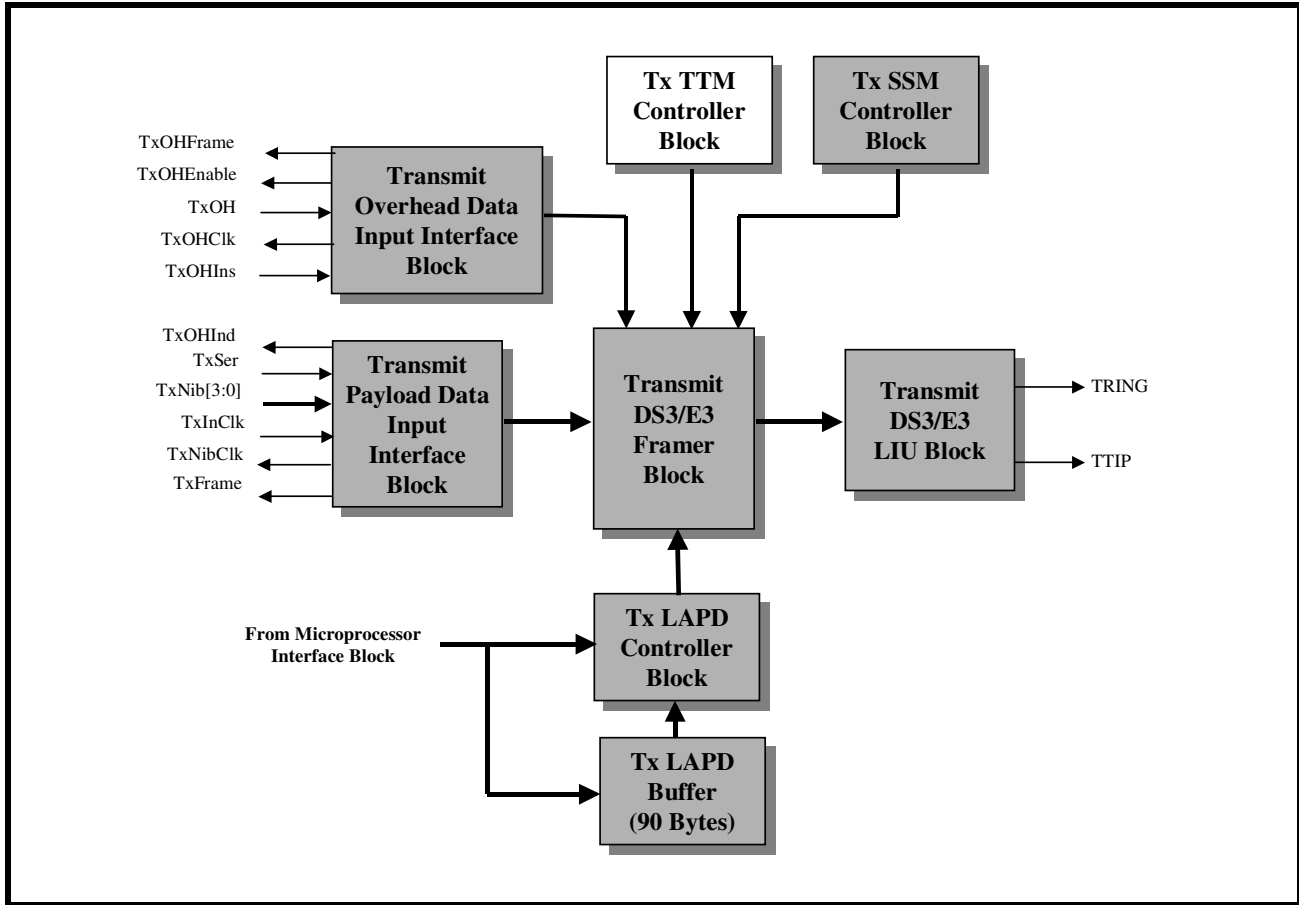 Tx TTM
Controller
Block
Tx SSM
Controller
Block
TxOHFrame
TxOHEnable
TxOH
TxOHClk
TxOHIns
Transmit
Overhead Data
Input Interface
Block
TxOHInd
TxSer
TxNib[3:0]
TxInClk
TxNibClk
TxFrame
Transmit
Payload Data
Input
Interface
Block
Transmit
DS3/E3
Framer
Block
Transmit
DS3/E3
LIU Block
TRING
TTIP
From Microprocessor
Interface Block
Tx LAPD
Controller
Block
Tx LAPD
Buffer
(90 Bytes)